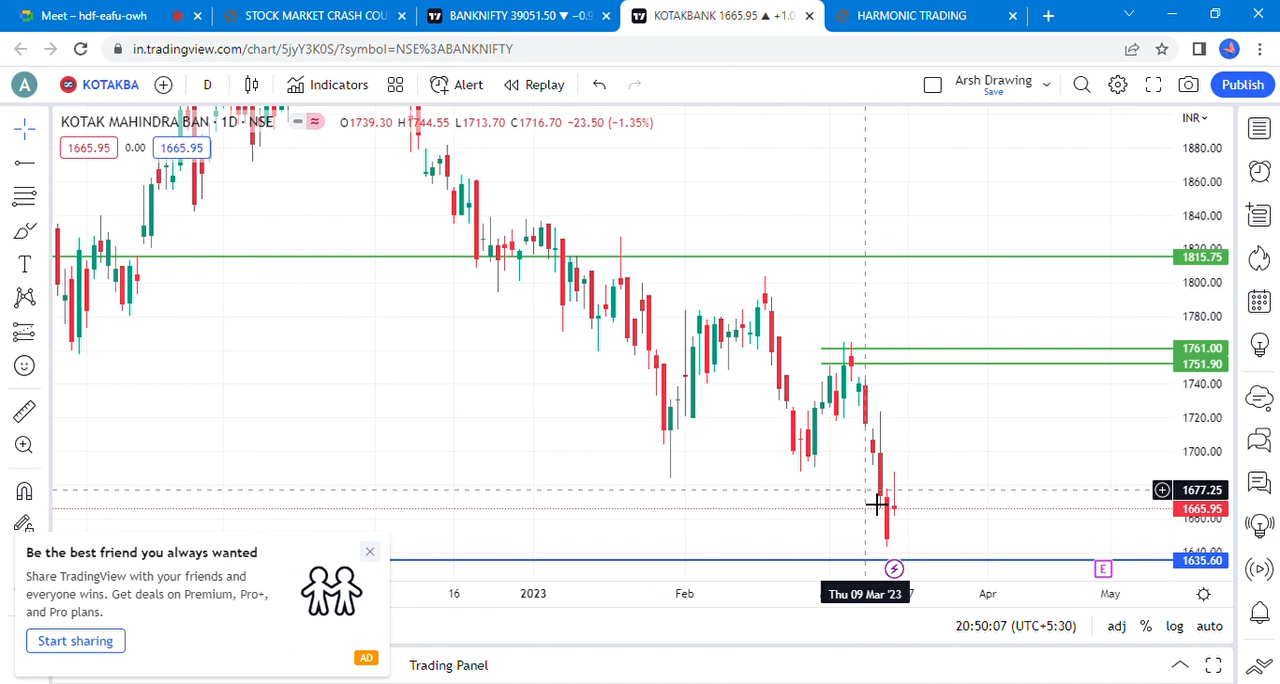 Meet – hdf-eafu-owh
STOCK MARKET CRASH COU
BANKNIFTY 39051.50 ▼ −0.9
KOTAKBANK 1665.95 ▲ +1.0
HARMONIC TRADING
in.tradingview.com/chart/5jyY3K0S/?symbol=NSE%3ABANKNIFTY
A
KOTAKBA
D
Indicators
Alert
Replay
Arsh Drawing
Save
Publish
KOTAK MAHINDRA BAN · 1D · NSE
O1739.30 H1744.55 L1713.70 C1716.70 −23.50 (−1.35%)
INR
1665.95
0.00
1665.95
1880.00
1860.00
1840.00
1820.00
1815.75
1800.00
1780.00
1761.00
1751.90
1740.00
1720.00
1700.00
1677.25
1665.95
1660.00
1640.00
1635.60
E
16
2023
Feb
Thu 09 Mar '23
7
Apr
May
Be the best friend you always wanted
Share TradingView with your friends and
everyone wins. Get deals on Premium, Pro+,
and Pro plans.
Start sharing
AD
20:50:07 (UTC+5:30)
adj
%
log
auto
Trading Panel